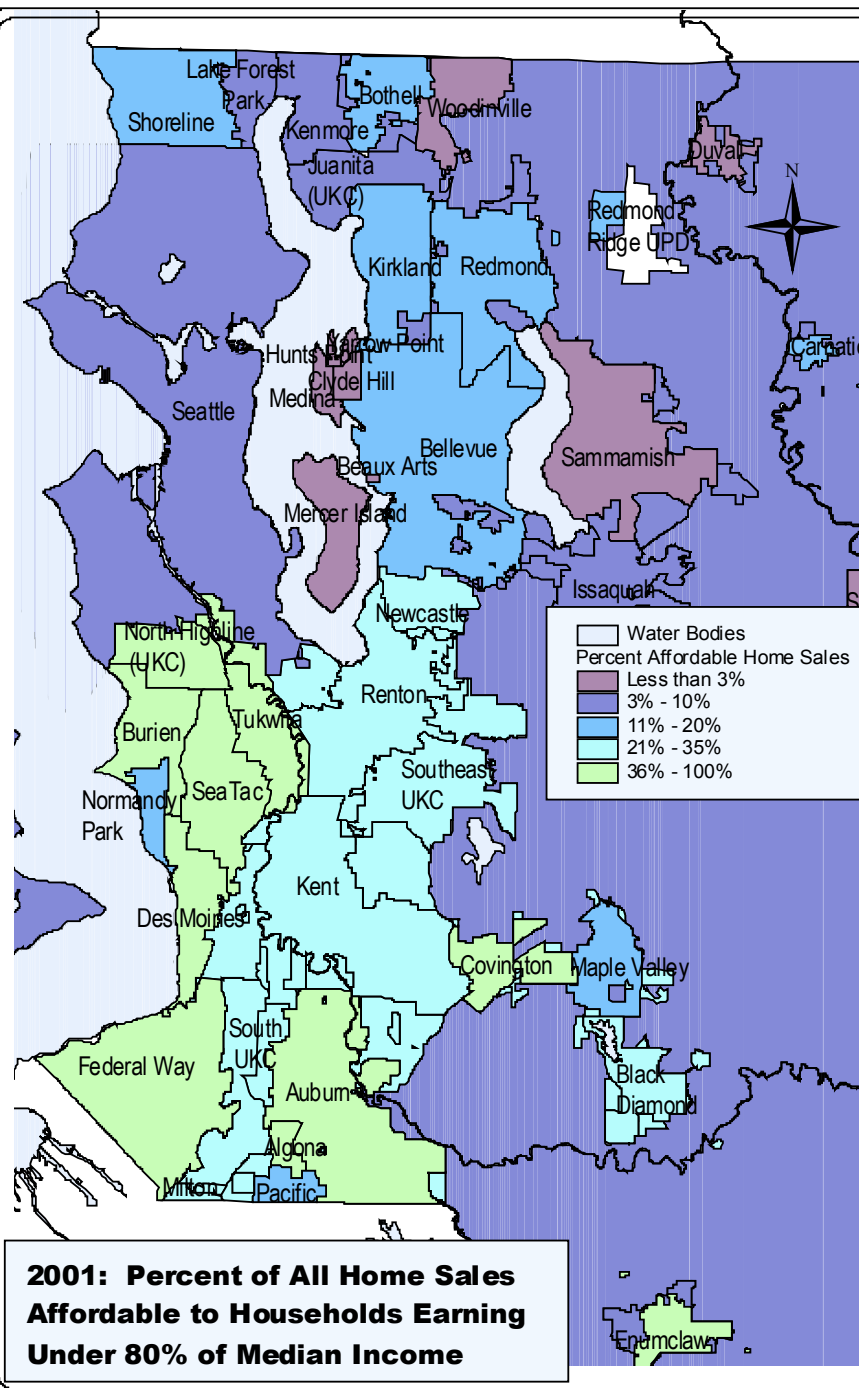 Lake Forest
Park
Shoreline
Bothell
Woodinville
Kenmore
Juanita
(UKC)
Duvall
N
Redmond
Ridge UPD
Kirkland
Redmond
Yarrow Point
Hunts Point
Clyde Hill
Medina
Carnatio
Seattle
Bellevue
Sammamish
Beaux Arts
Mercer Island
Issaquah
S
Newcastle
North Higline
(UKC)
Water Bodies
Percent Affordable Home Sales
Less than 3%
3% - 10%
11% - 20%
21% - 35%
36% - 100%
Renton
Tukwila
Burien
Southeast
UKC
SeaTac
Normandy
Park
Kent
Des Moines
Covington
Maple Valley
South
UKC
Federal Way
Auburn
Black
Diamond
Algona
Milton
Pacific
2001: Percent of All Home Sales
Affordable to Households Earning
Under 80% of Median Income
Enumclaw